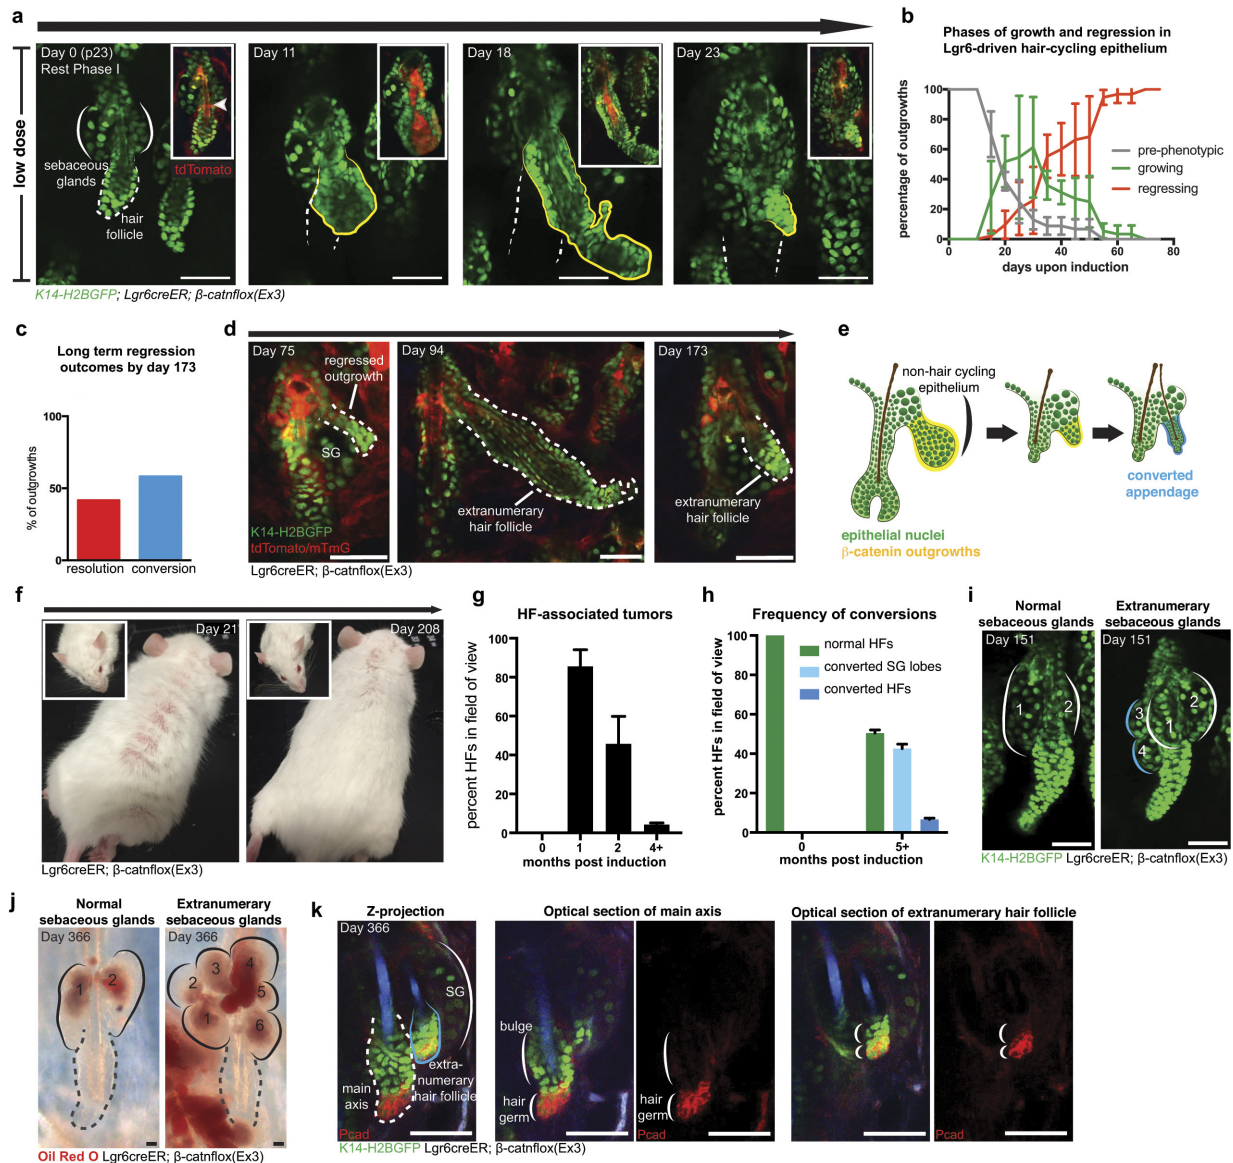 a
low dose
Day 0 (p23)
Rest Phase I
sebaceous
glands
hair
follicle
tdTomato
Day 11
Day 18
Day 23
K14-H2BGFP; Lgr6creER; β-catnflox(Ex3)
b
Phases of growth and regression in
Lgr6-driven hair-cycling epithelium
percentage of outgrowths
100
80
60
40
20
0
0 20 40 60 80
days upon induction
pre-phenotypic
growing
regressing
c
Long term regression
outcomes by day 173
% of outgrowths
100
50
0
resolution conversion
d
Day 75
regressed
outgrowth
SG
K14-H2BGFP
tdTomato/mTmG
Day 94
extranumerary
hair follicle
Day 173
extranumerary
hair follicle
Lgr6creER; β-catnflox(Ex3)
e
non-hair cycling
epithelium
converted
appendage
epithelial nuclei
β-catenin outgrowths
f
Day 21
Day 208
Lgr6creER; β-catnflox(Ex3)
g
HF-associated tumors
percent HFs in field of view
100
80
60
40
20
0
0 1 2 4+
months post induction
h
Frequency of conversions
percent HFs in field of view
100
80
60
40
20
0
normal HFs
converted SG lobes
converted HFs
0 5+
months post induction
i
Normal
sebaceous glands
Day 151
1 2
Extranumerary
sebaceous glands
Day 151
1 2 3 4
K14-H2BGFP Lgr6creER; β-catnflox(Ex3)
j
Normal
sebaceous glands
Day 366
1 2
Extranumerary
sebaceous glands
Day 366
1 2 3 4 5 6
Oil Red O Lgr6creER; β-catnflox(Ex3)
k
Z-projection
Day 366
SG
main
axis
extra-
numerary
hair follicle
Pcad
Optical section of main axis
bulge
hair
germ
hair
germ
Pcad
Optical section of extranumerary hair follicle
Pcad
K14-H2BGFP Lgr6creER; β-catnflox(Ex3)